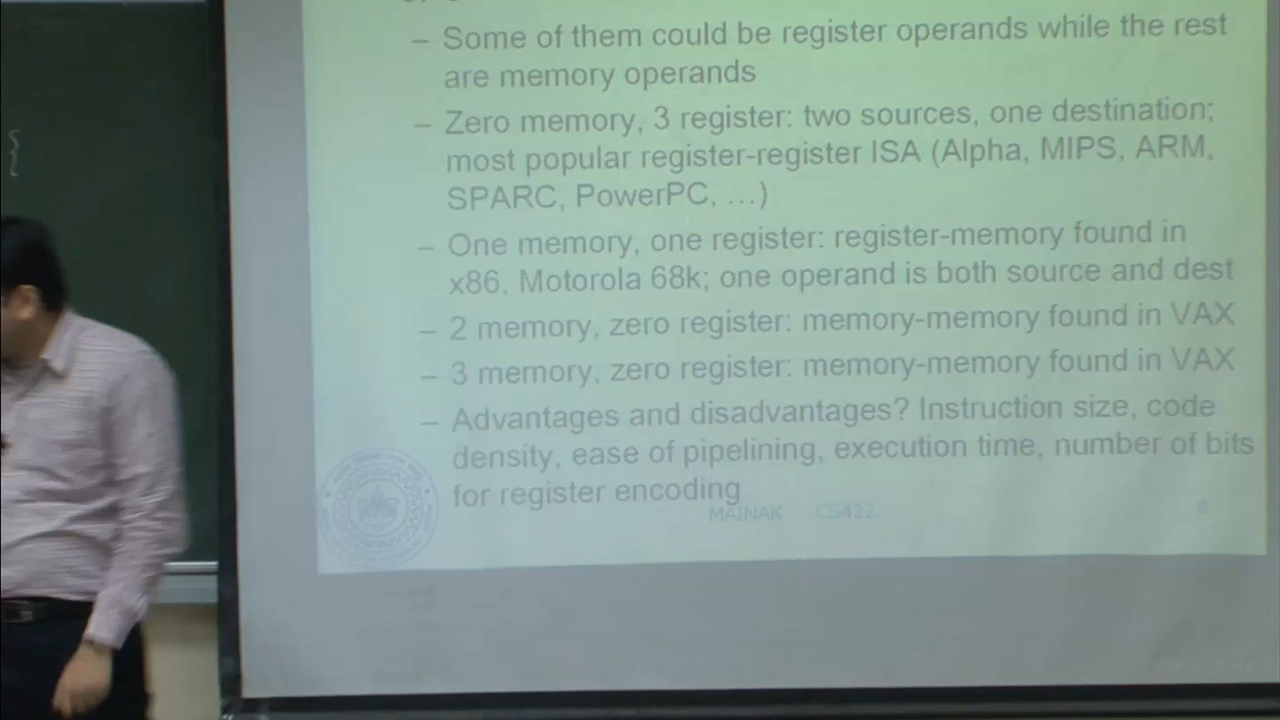 – Some of them could be register operands while the rest
are memory operands
– Zero memory, 3 register: two sources, one destination;
most popular register-register ISA (Alpha, MIPS, ARM,
SPARC, PowerPC, …)
– One memory, one register: register-memory found in
x86, Motorola 68k; one operand is both source and dest
– 2 memory, zero register: memory-memory found in VAX
– 3 memory, zero register: memory-memory found in VAX
– Advantages and disadvantages? Instruction size, code
density, ease of pipelining, execution time, number of bits
for register encoding
MAINAK CS422